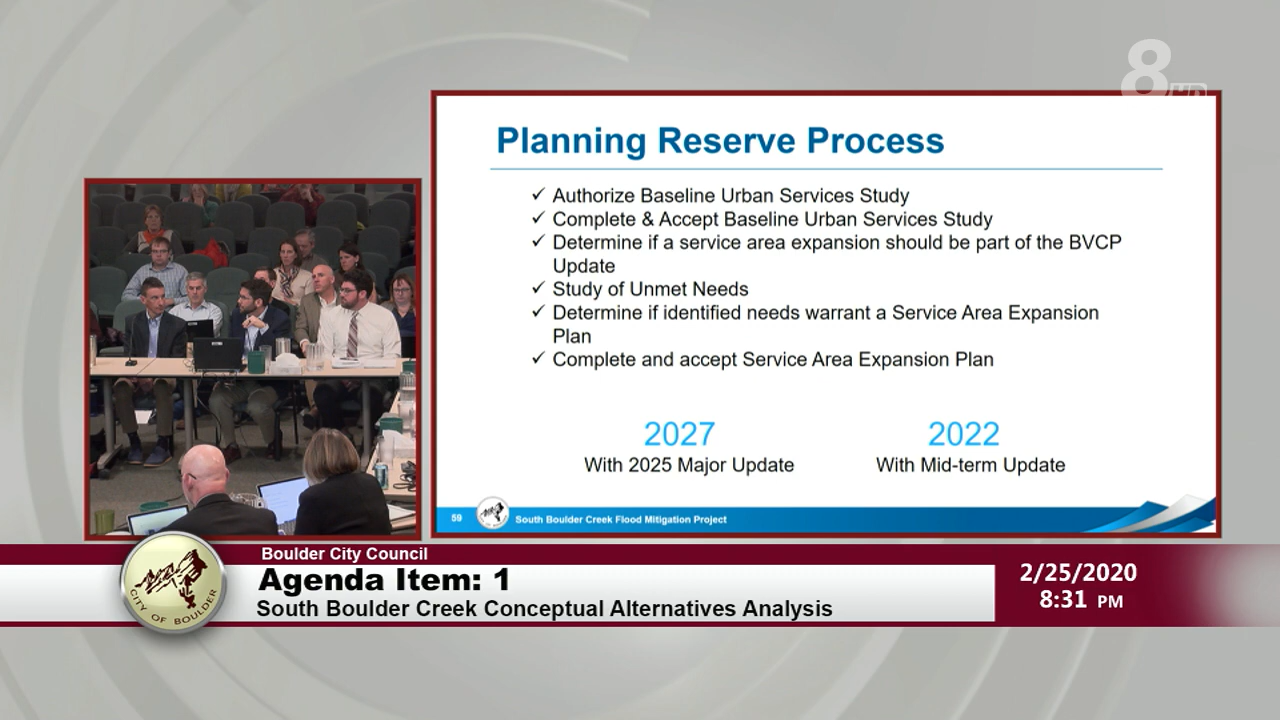 8
HD
Planning Reserve Process
✓ Authorize Baseline Urban Services Study
✓ Complete & Accept Baseline Urban Services Study
✓ Determine if a service area expansion should be part of the BVCP
Update
✓ Study of Unmet Needs
✓ Determine if identified needs warrant a Service Area Expansion
Plan
✓ Complete and accept Service Area Expansion Plan
2027
With 2025 Major Update
2022
With Mid-term Update
59
South Boulder Creek Flood Mitigation Project
Boulder City Council
Agenda Item: 1
South Boulder Creek Conceptual Alternatives Analysis
CITY OF BOULDER
2/25/2020
8:31 PM